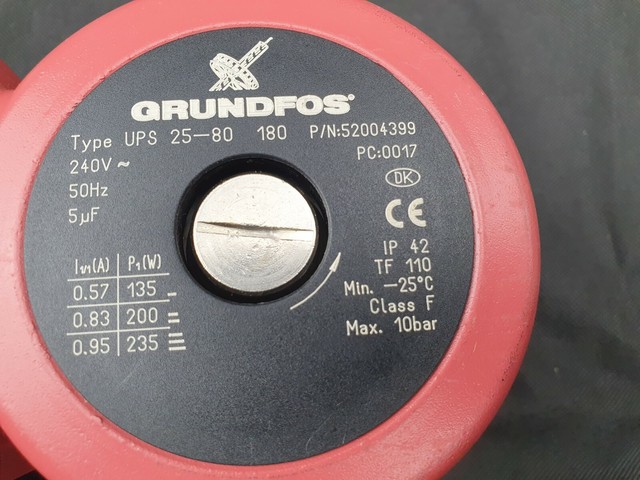 GRUNDFOS®
Type UPS 25-80 180 P/N:52004399
PC:0017
240V ~
50Hz
5µF
DK
CE
IP 42
TF 110
Min. -25°C
Class F
Max. 10bar
I1/1(A) P1(W)
0.57 135
0.83 200
0.95 235